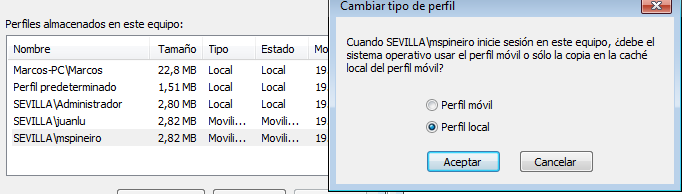 Perfiles almacenados en este equipo:
Nombre Tamaño Tipo Estado Mo
Marcos-PC\Marcos 22,8 MB Local Local 19
Perfil predeterminado 1,51 MB Local Local 19
SEVILLA\Administrador 2,80 MB Local Local 19
SEVILLA\juanlu 2,82 MB Movili... Movili... 19
SEVILLA\mspineiro 2,82 MB Movili... Movili... 19
Cambiar tipo de perfil
Cuando SEVILLA\mspineiro inicie sesión en este equipo, ¿debe el
sistema operativo usar el perfil móvil o sólo la copia en la caché
local del perfil móvil?
Perfil móvil
Perfil local
Aceptar Cancelar